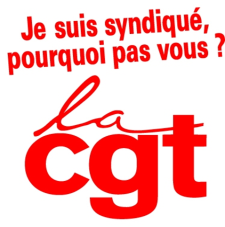 Je suis syndiqué,
pourquoi pas vous ?
la
cgt